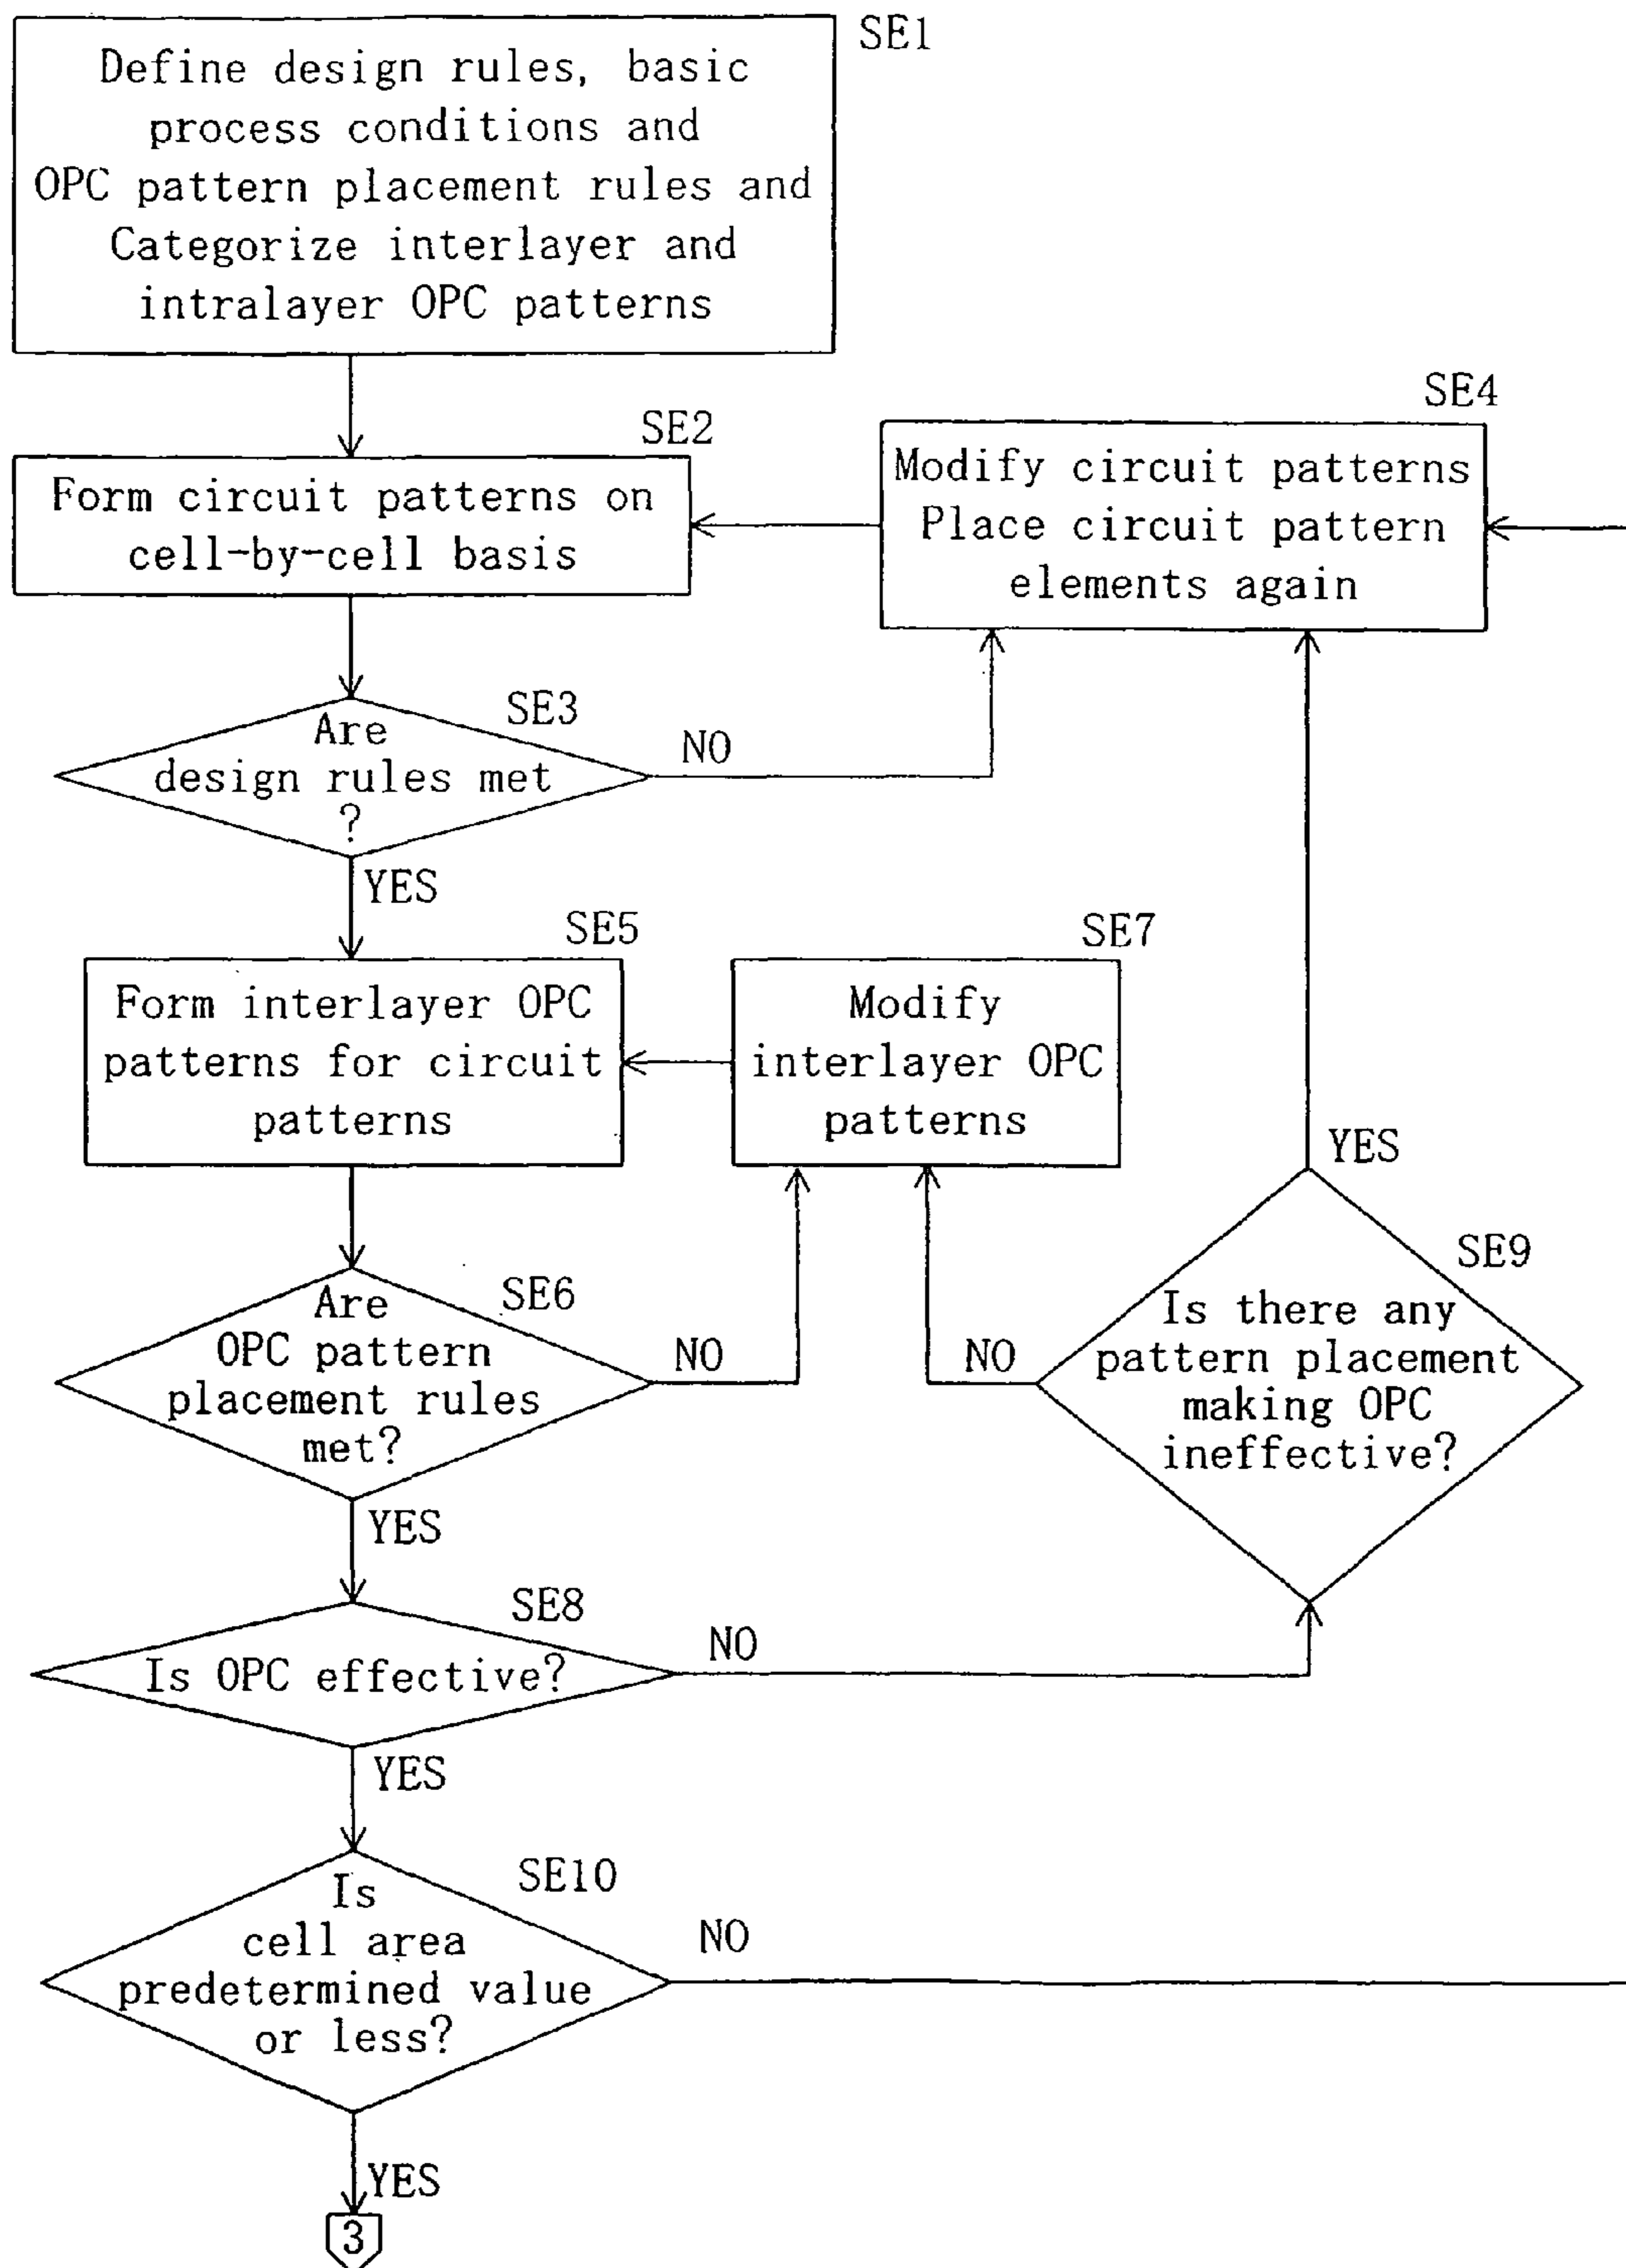 SE1
Define design rules, basic
process conditions and
OPC pattern placement rules and
Categorize interlayer and
intralayer OPC patterns
SE2
Form circuit patterns on
cell-by-cell basis
SE4
Modify circuit patterns
Place circuit pattern
elements again
SE3
Are
design rules met
?
NO
YES
SE5
Form interlayer OPC
patterns for circuit
patterns
SE7
Modify
interlayer OPC
patterns
SE6
Are
OPC pattern
placement rules
met?
NO
YES
SE9
Is there any
pattern placement
making OPC
ineffective?
NO
YES
SE8
Is OPC effective?
NO
YES
SE10
Is
cell area
predetermined value
or less?
NO
YES
3